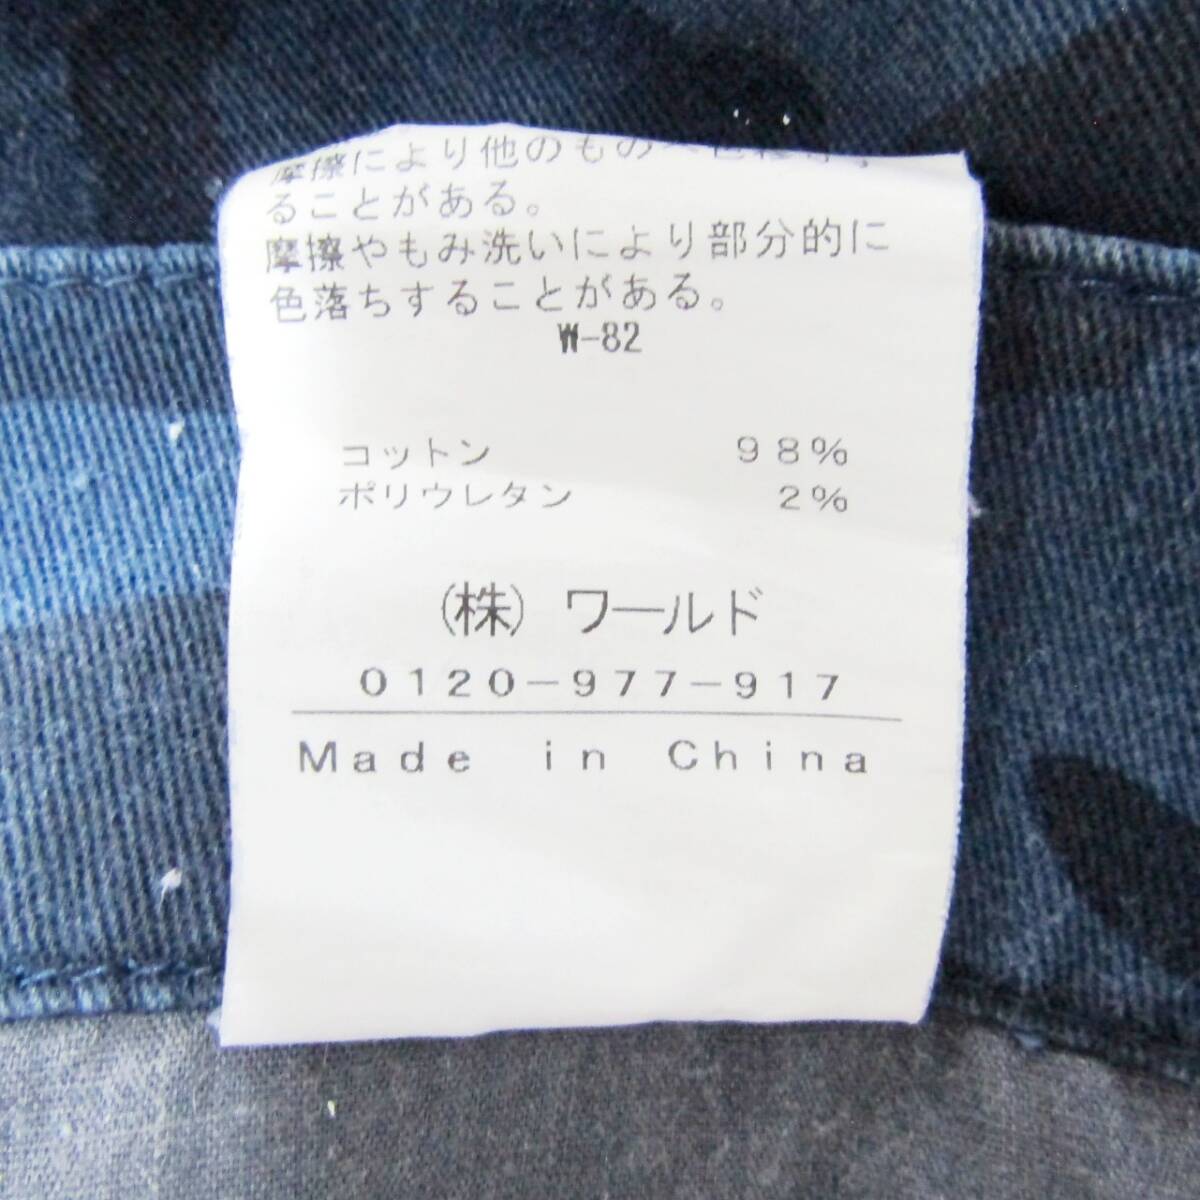 摩擦により他のものへ色移りす
ることがある。
摩擦やもみ洗いにより部分的に
色落ちすることがある。
W-82
コットン 98%
ポリウレタン 2%
(株) ワールド
0120-977-917
Made in China